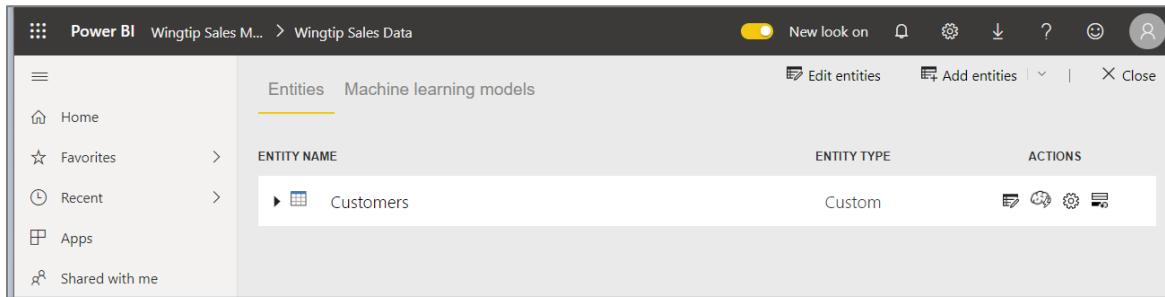 Power BI Wingtip Sales M... > Wingtip Sales Data New look on ?
Edit entities Add entities | Close
Entities Machine learning models
Home
Favorites
Recent
Apps
Shared with me
ENTITY NAME ENTITY TYPE ACTIONS
Customers Custom